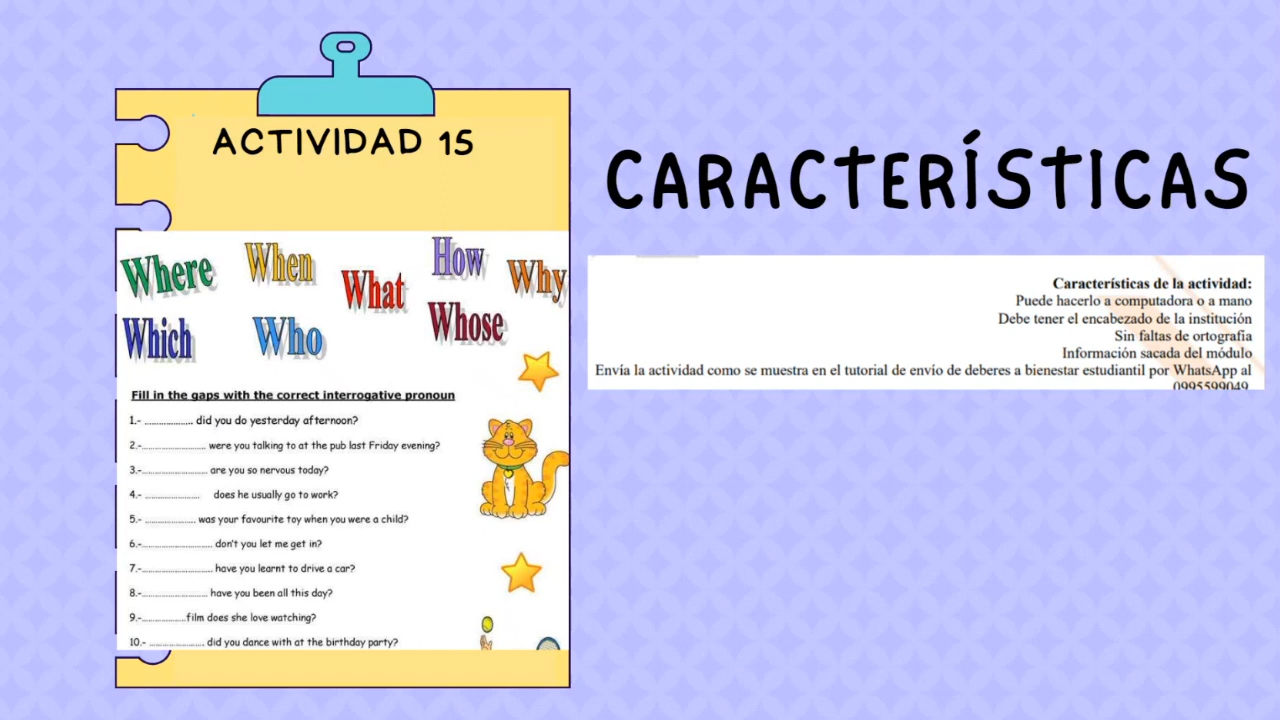 ACTIVIDAD 15
Where When What How Why
Which Who Whose
Fill in the gaps with the correct interrogative pronoun
1.- .................. did you do yesterday afternoon?
2.-........................ were you talking to at the pub last Friday evening?
3.-........................ are you so nervous today?
4.- .................... does he usually go to work?
5.- ................... was your favourite toy when you were a child?
6.-.......................... don't you let me get in?
7.-.......................... have you learnt to drive a car?
8.-........................ have you been all this day?
9.-................film does she love watching?
10.- .................... did you dance with at the birthday party?
CARACTERÍSTICAS
Características de la actividad:
Puede hacerlo a computadora o a mano
Debe tener el encabezado de la institución
Sin faltas de ortografía
Información sacada del módulo
Envía la actividad como se muestra en el tutorial de envío de deberes a bienestar estudiantil por WhatsApp al
0995599049